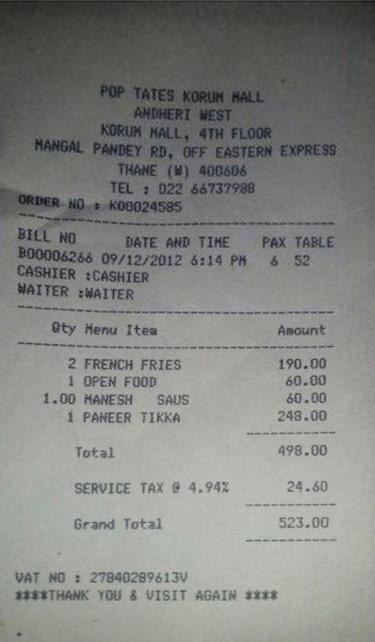 POP TATES KORUM MALL
ANDHERI WEST
KORUM MALL, 4TH FLOOR
MANGAL PANDEY RD, OFF EASTERN EXPRESS
THANE (W) 400606
TEL : 022 66737988
ORDER NO : K00024585
BILL NO DATE AND TIME PAX TABLE
B00006266 09/12/2012 6:14 PM 6 52
CASHIER :CASHIER
WAITER :WAITER
Qty Menu Item Amount
2 FRENCH FRIES 190.00
1 OPEN FOOD 60.00
1.00 MANESH SAUS 60.00
1 PANEER TIKKA 248.00
Total 498.00
SERVICE TAX @ 4.94% 24.60
Grand Total 523.00
VAT NO : 27840289613V
****THANK YOU & VISIT AGAIN ****